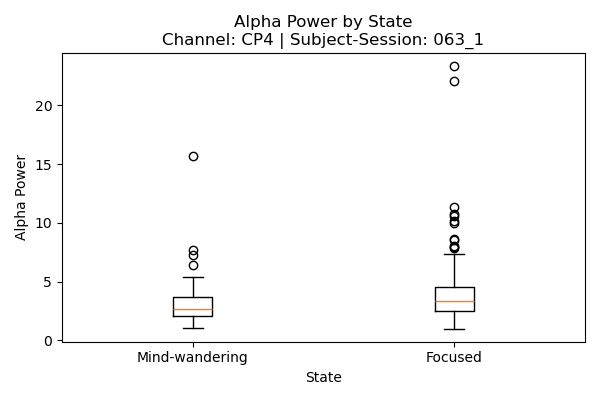 Alpha Power by State
Channel: CP4 | Subject-Session: 063_1
Alpha Power
20
15
10
5
0
Mind-wandering
Focused
State